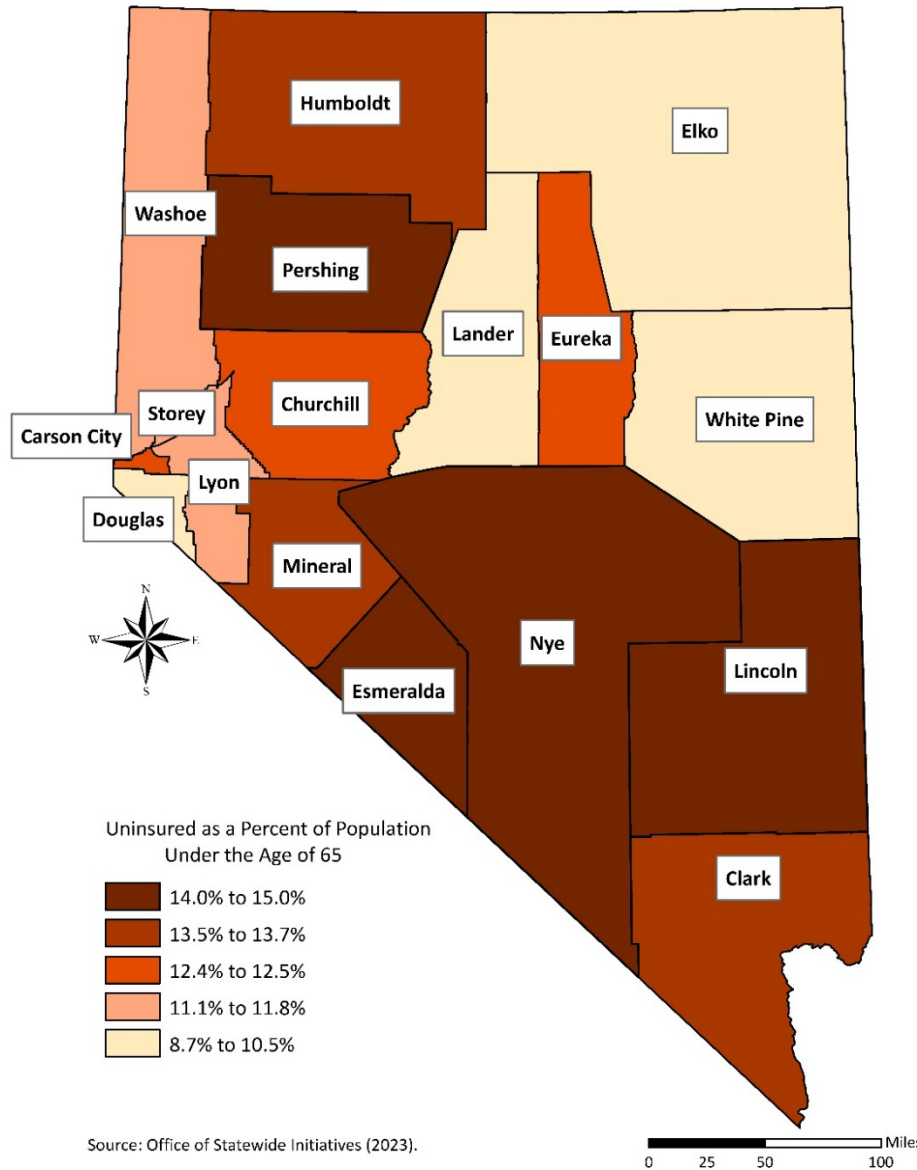 Humboldt
Elko
Washoe
Pershing
Lander
Eureka
Churchill
Storey
White Pine
Carson City
Lyon
Douglas
Mineral
N
W E
S
Nye
Lincoln
Esmeralda
Uninsured as a Percent of Population
Under the Age of 65
14.0% to 15.0%
13.5% to 13.7%
12.4% to 12.5%
11.1% to 11.8%
8.7% to 10.5%
Clark
Source: Office of Statewide Initiatives (2023).
Mile
0 25 50 100